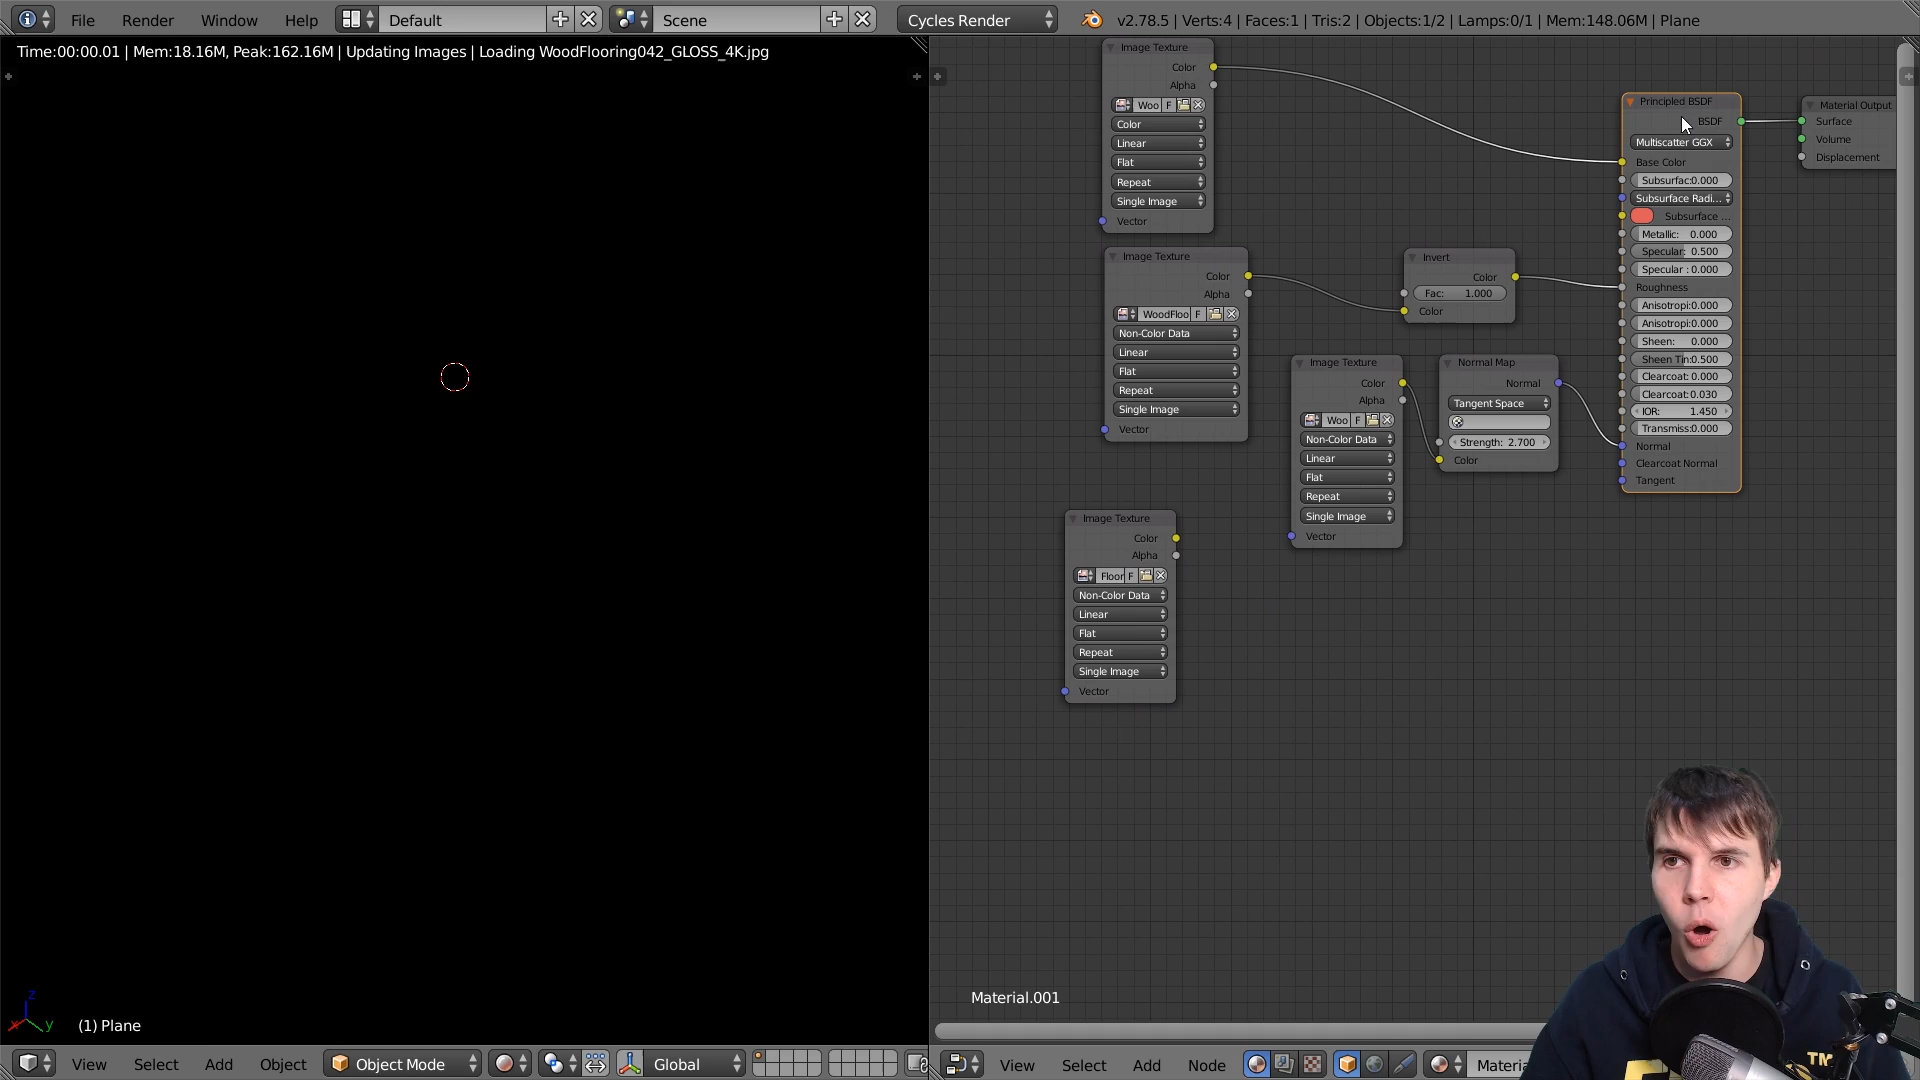 File Render Window Help Default Scene Cycles Render v2.78.5 | Verts:4 | Faces:1 | Tris:2 | Objects:1/2 | Lamps:0/1 | Mem:148.06M | Plane
Time:00:00.01 | Mem:18.16M, Peak:162.16M | Updating Images | Loading WoodFlooring042_GLOSS_4K.jpg
Image Texture
Color
Alpha
Woo F
Color
Linear
Flat
Repeat
Single Image
Vector
Image Texture
Color
Alpha
WoodFloo F
Non-Color Data
Linear
Flat
Repeat
Single Image
Vector
Invert
Color
Fac: 1.000
Color
Image Texture
Color
Alpha
Woo F
Non-Color Data
Linear
Flat
Repeat
Single Image
Vector
Normal Map
Normal
Tangent Space
Strength: 2.700
Color
Image Texture
Color
Alpha
Floor F
Non-Color Data
Linear
Flat
Repeat
Single Image
Vector
Principled BSDF
BSDF
Multiscatter GGX
Base Color
Subsurfac:0.000
Subsurface Radi...
Subsurface ...
Metallic: 0.000
Specular: 0.500
Specular : 0.000
Roughness
Anisotropi:0.000
Anisotropi:0.000
Sheen: 0.000
Sheen Tin:0.500
Clearcoat: 0.000
Clearcoat:0.030
IOR: 1.450
Transmiss:0.000
Normal
Clearcoat Normal
Tangent
Material Output
Surface
Volume
Displacement
Material.001
z
x y
(1) Plane
View Select Add Object Object Mode Global
View Select Add Node Materia
TM